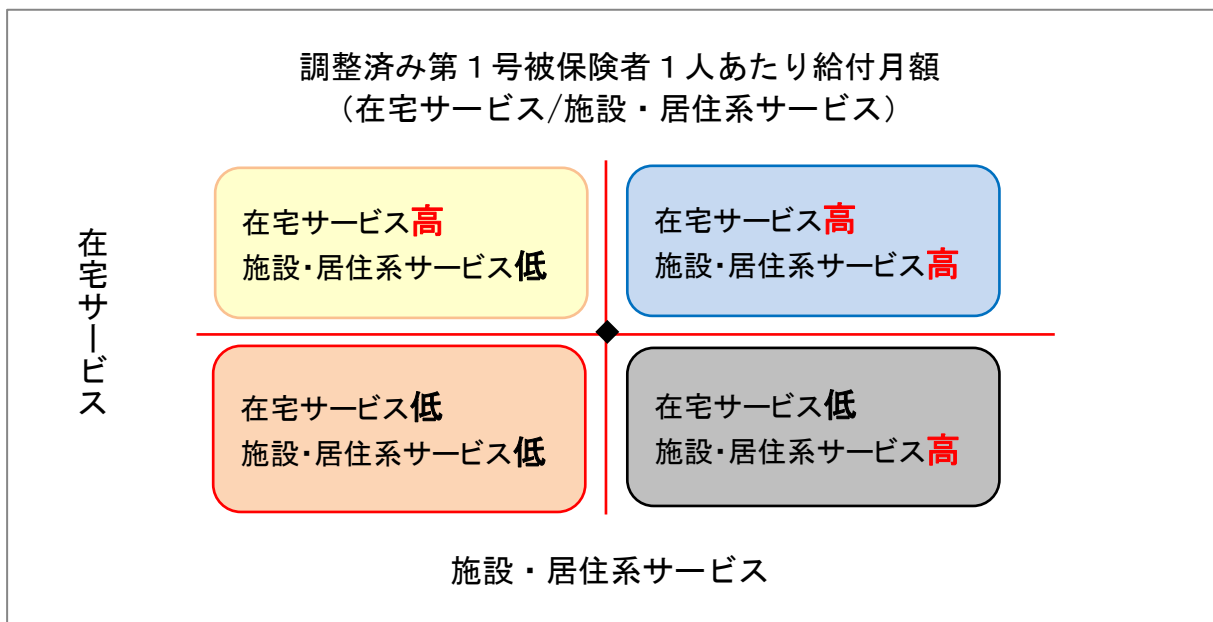 調整済み第１号被保険者１人あたり給付月額
（在宅サービス/施設・居住系サービス）
在宅サービス
在宅サービス高
施設・居住系サービス低
在宅サービス高
施設・居住系サービス高
在宅サービス低
施設・居住系サービス低
在宅サービス低
施設・居住系サービス高
施設・居住系サービス